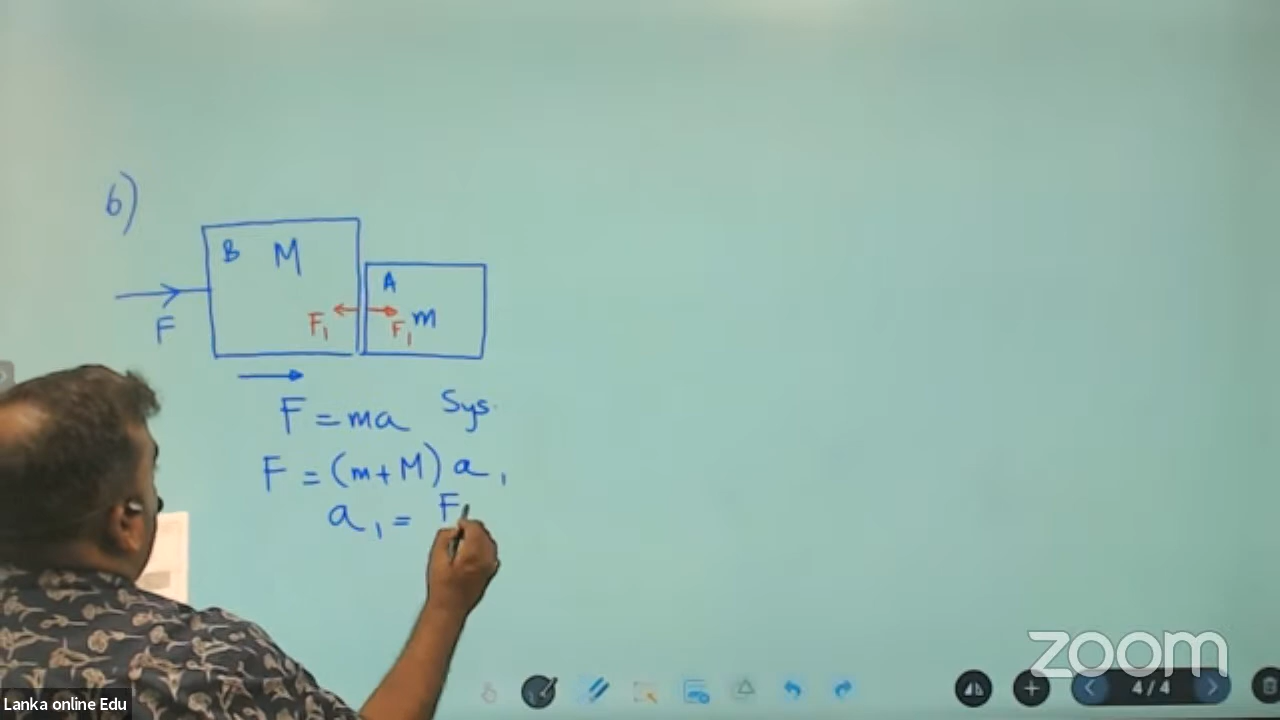 6)
B M
A
F
F₁
F₁ m
F = ma Sys.
F = (m+M) a₁
a₁ = F
zoom
4 / 4
Lanka online Edu